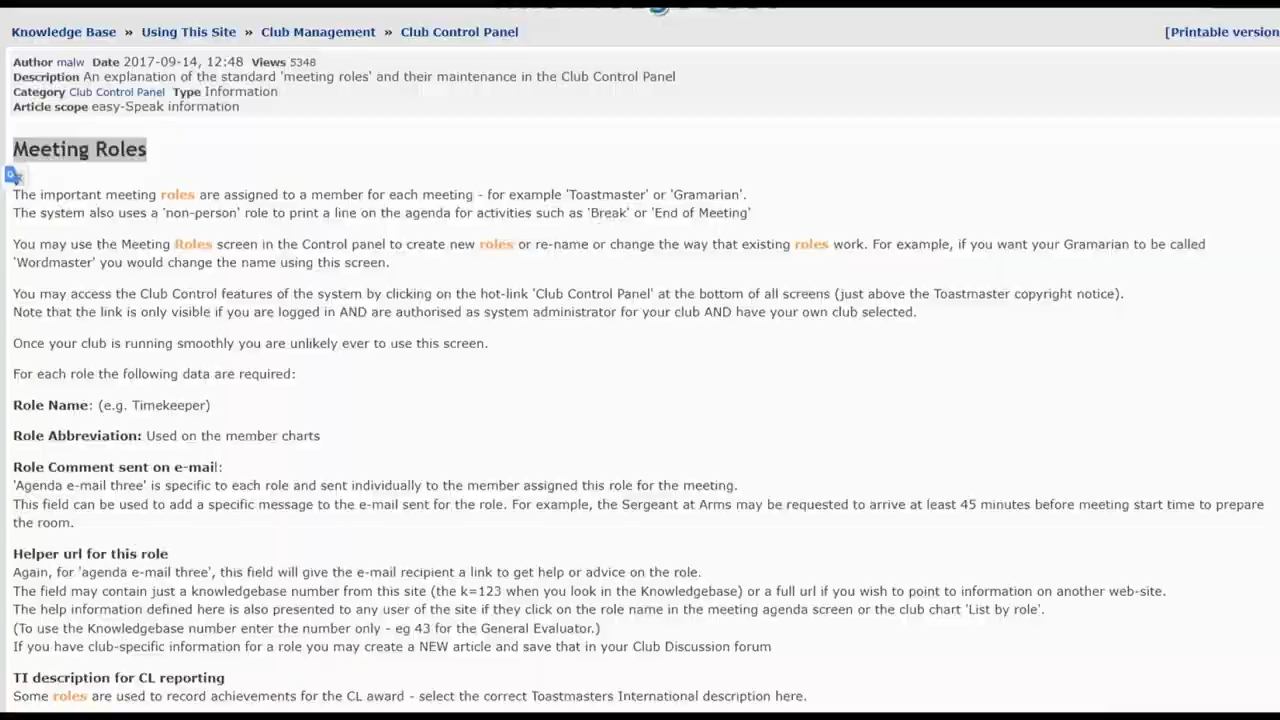 Knowledge Base » Using This Site » Club Management » Club Control Panel
[Printable version
Author malw Date 2017-09-14, 12:48 Views 5348
Description An explanation of the standard 'meeting roles' and their maintenance in the Club Control Panel
Category Club Control Panel Type Information
Article scope easy-Speak information
Meeting Roles
The important meeting roles are assigned to a member for each meeting - for example 'Toastmaster' or 'Gramarian'.
The system also uses a 'non-person' role to print a line on the agenda for activities such as 'Break' or 'End of Meeting'
You may use the Meeting Roles screen in the Control panel to create new roles or re-name or change the way that existing roles work. For example, if you want your Gramarian to be called
'Wordmaster' you would change the name using this screen.
You may access the Club Control features of the system by clicking on the hot-link 'Club Control Panel' at the bottom of all screens (just above the Toastmaster copyright notice).
Note that the link is only visible if you are logged in AND are authorised as system administrator for your club AND have your own club selected.
Once your club is running smoothly you are unlikely ever to use this screen.
For each role the following data are required:
Role Name: (e.g. Timekeeper)
Role Abbreviation: Used on the member charts
Role Comment sent on e-mail:
'Agenda e-mail three' is specific to each role and sent individually to the member assigned this role for the meeting.
This field can be used to add a specific message to the e-mail sent for the role. For example, the Sergeant at Arms may be requested to arrive at least 45 minutes before meeting start time to prepare
the room.
Helper url for this role
Again, for 'agenda e-mail three', this field will give the e-mail recipient a link to get help or advice on the role.
The field may contain just a knowledgebase number from this site (the k=123 when you look in the Knowledgebase) or a full url if you wish to point to information on another web-site.
The help information defined here is also presented to any user of the site if they click on the role name in the meeting agenda screen or the club chart 'List by role'.
(To use the Knowledgebase number enter the number only - eg 43 for the General Evaluator.)
If you have club-specific information for a role you may create a NEW article and save that in your Club Discussion forum
TI description for CL reporting
Some roles are used to record achievements for the CL award - select the correct Toastmasters International description here.